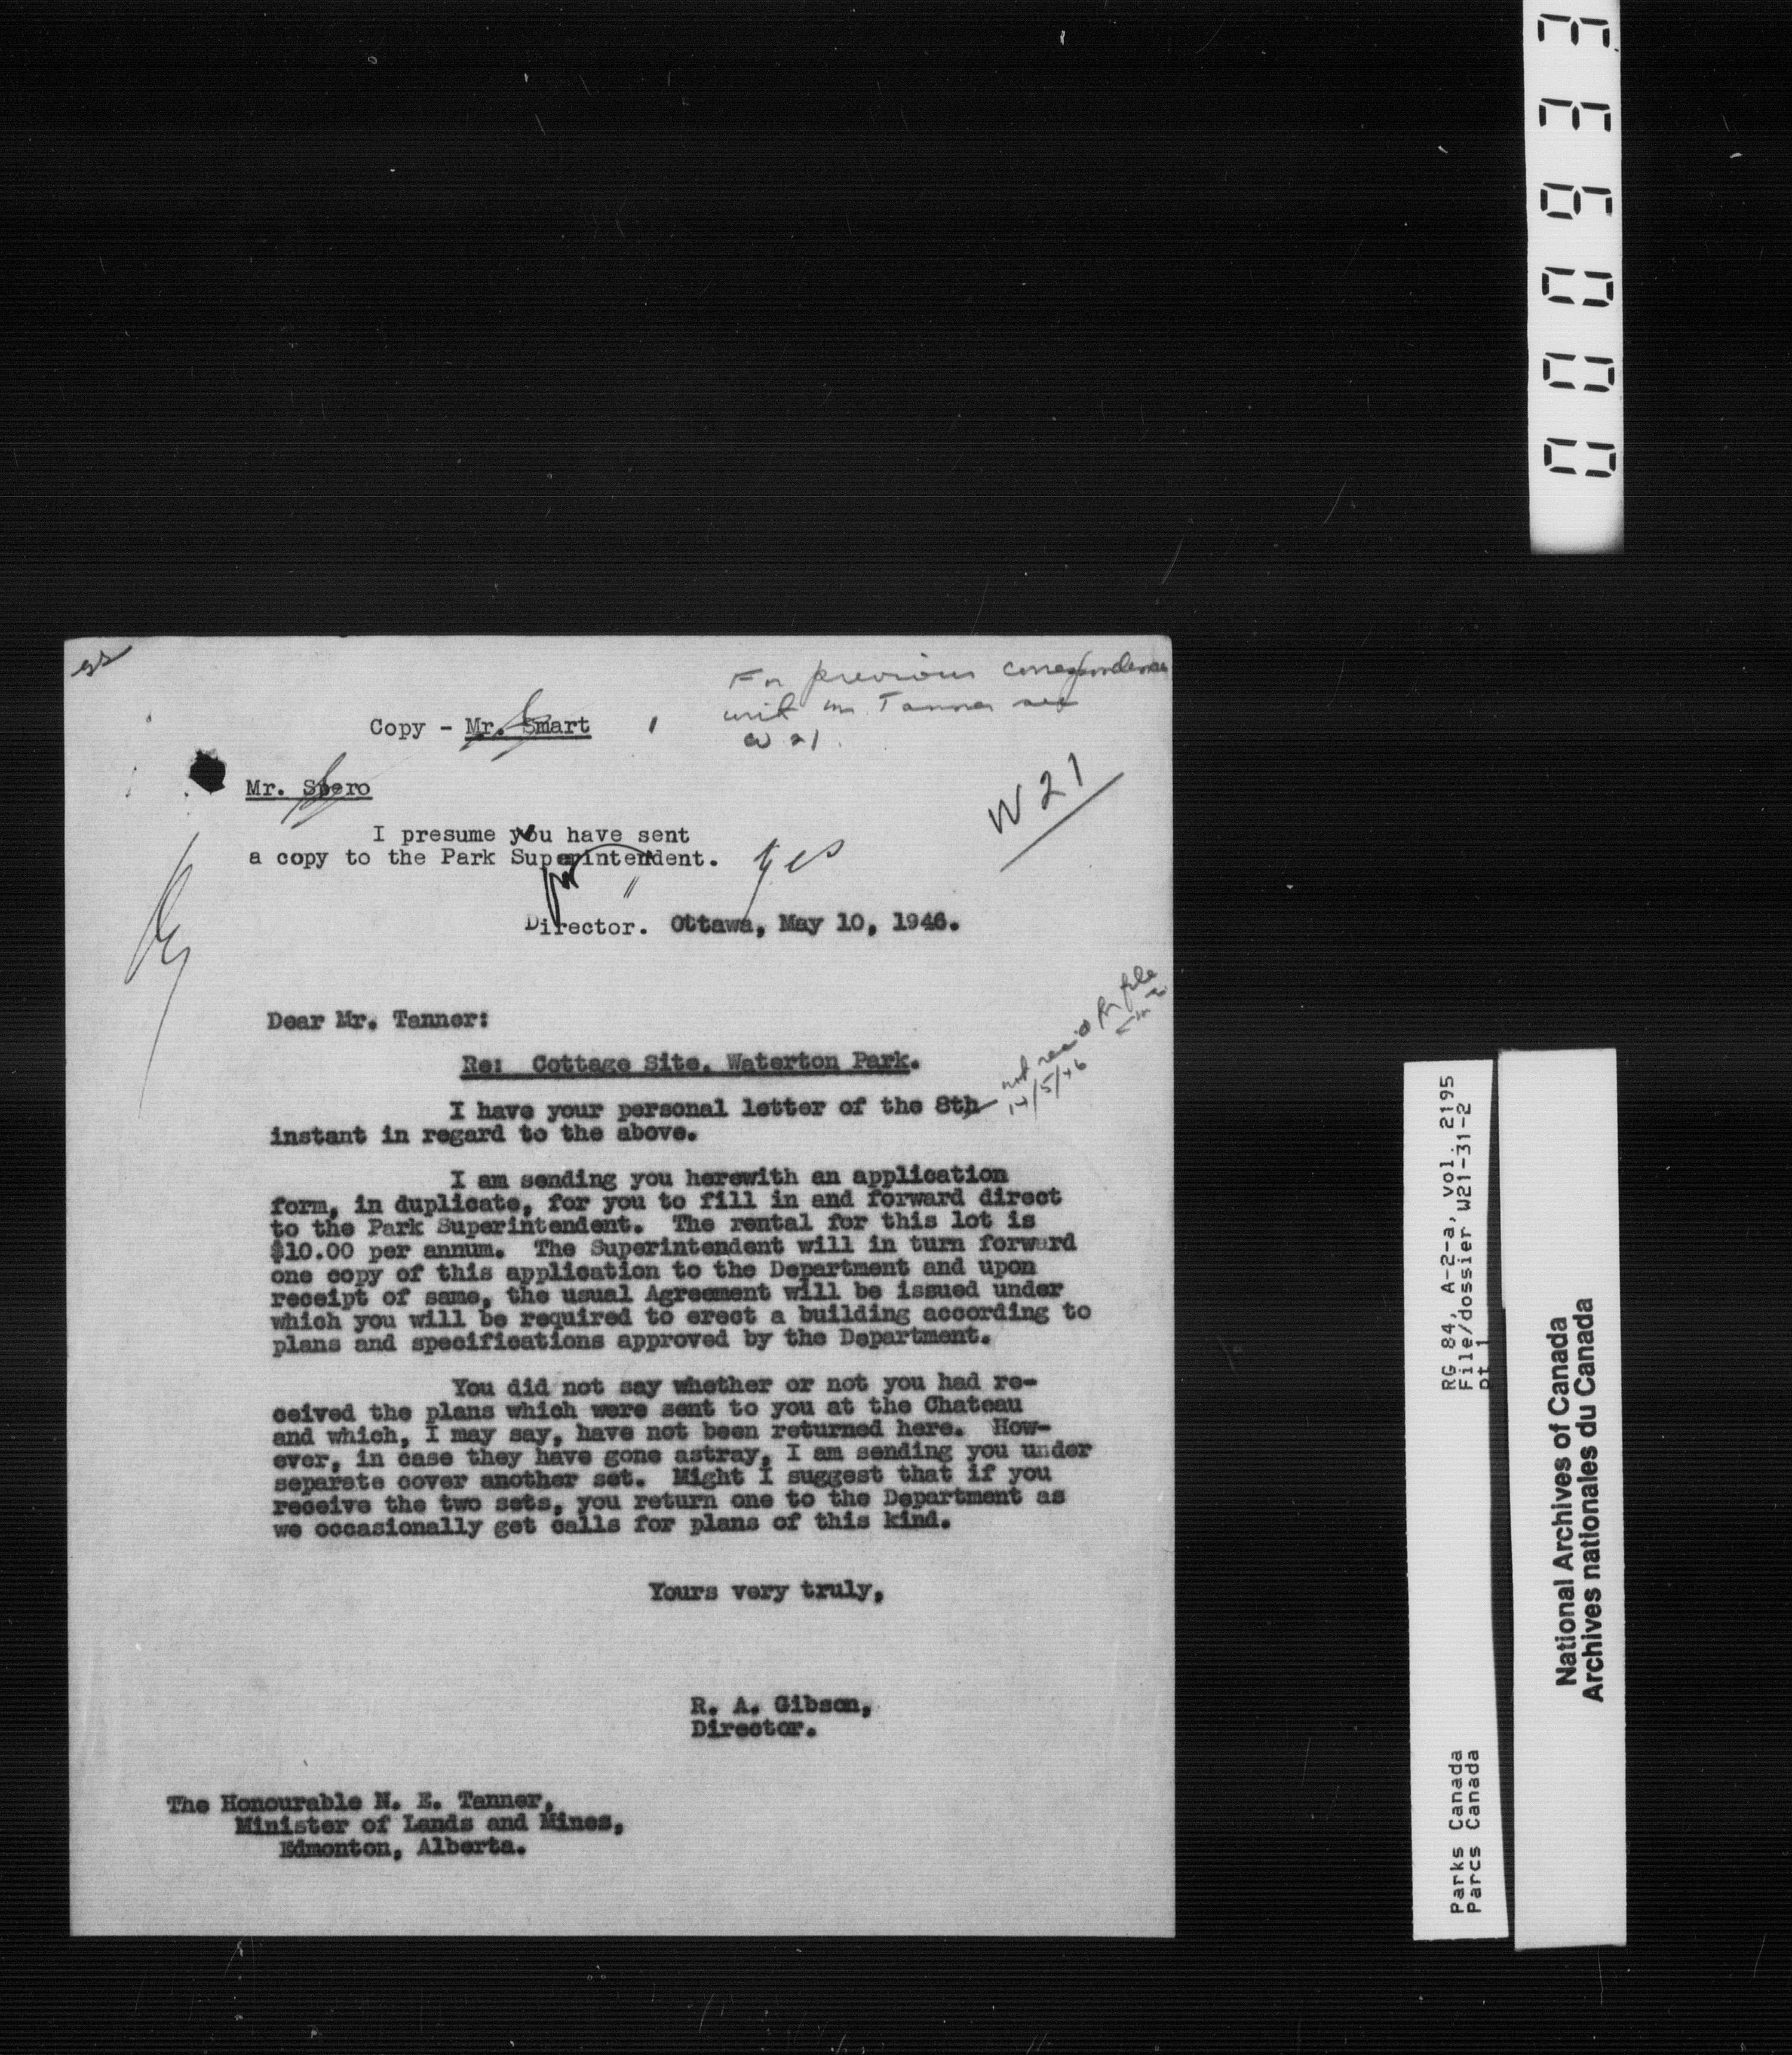 For previous correspondence
with Mr Tanner see
W 21.
Copy - Mr. Smart
Mr. Spero
W 21
I presume you have sent
a copy to the Park Superintendent.
yes
Director. Ottawa, May 10, 1946.
Dear Mr. Tanner:
Re: Cottage Site, Waterton Park.
not rec'd for file
14/5/46
I have your personal letter of the 8th
instant in regard to the above.
I am sending you herewith an application
form, in duplicate, for you to fill in and forward direct
to the Park Superintendent. The rental for this lot is
$10.00 per annum. The Superintendent will in turn forward
one copy of this application to the Department and upon
receipt of same, the usual Agreement will be issued under
which you will be required to erect a building according to
plans and specifications approved by the Department.
You did not say whether or not you had re-
ceived the plans which were sent to you at the Chateau
and which, I may say, have not been returned here. How-
ever, in case they have gone astray, I am sending you under
separate cover another set. Might I suggest that if you
receive the two sets, you return one to the Department as
we occasionally get calls for plans of this kind.
Yours very truly,
R. A. Gibson,
Director.
The Honourable N. E. Tanner,
Minister of Lands and Mines,
Edmonton, Alberta.
RG 84, A-2-a, vol. 2195
File/dossier W21-31-2
pt 1
Parks Canada
Parcs Canada
National Archives of Canada
Archives nationales du Canada